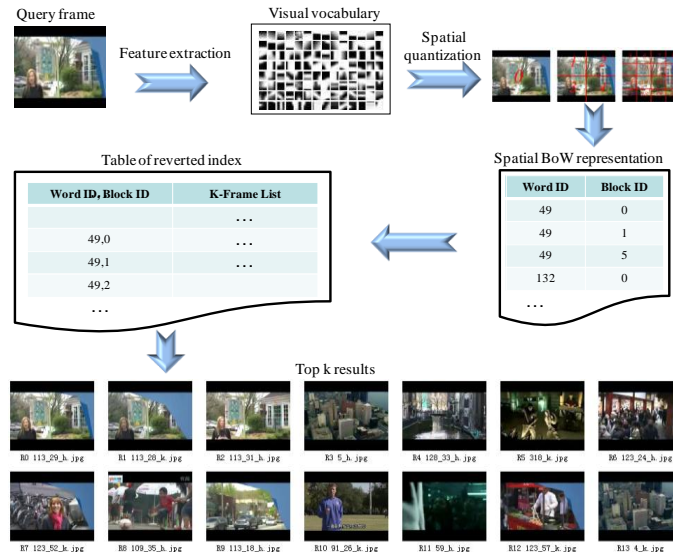 Query frame
Visual vocabulary
Feature extraction
Spatial
quantization
0
Table of reverted index
Spatial BoW representation
Word ID, Block ID K-Frame List
...
49,0 ...
49,1 ...
49,2
...
Word ID Block ID
49 0
49 1
49 5
132 0
...
Top k results
R0 113_29_h.jpg R1 113_28_k.jpg R2 113_31_h.jpg R3 5_h.jpg R4 128_33_h.jpg R5 318_k.jpg R6 123_24_h.jpg
R7 123_52_k.jpg R8 109_35_h.jpg R9 113_18_h.jpg R10 91_26_k.jpg R11 59_h.jpg R12 123_57_k.jpg R13 4_k.jpg